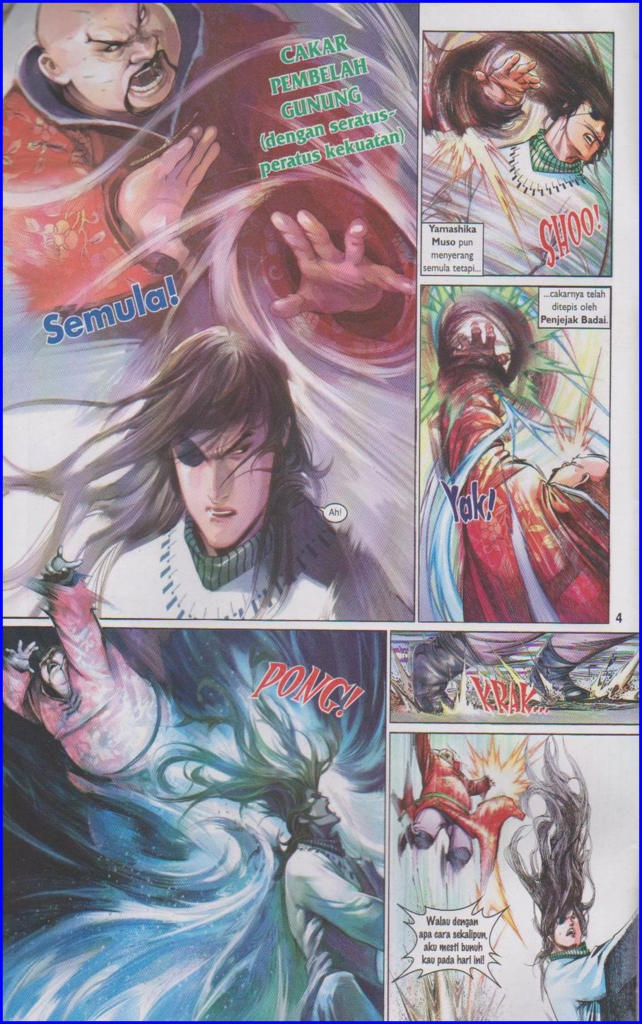 CAKAR
PEMBELAH
GUNUNG
(dengan seratus-
peratus kekuatan)
Semula!
Ah!
SHOO!
Yamashika
Muso pun
menyerang
semula tetapi...
...cakarnya telah
ditepis oleh
Penjejak Badai.
Yak!
4
PONG!
KRAK...
Walau dengan
apa cara sekalipun,
aku mesti bunuh
kau pada hari ini!